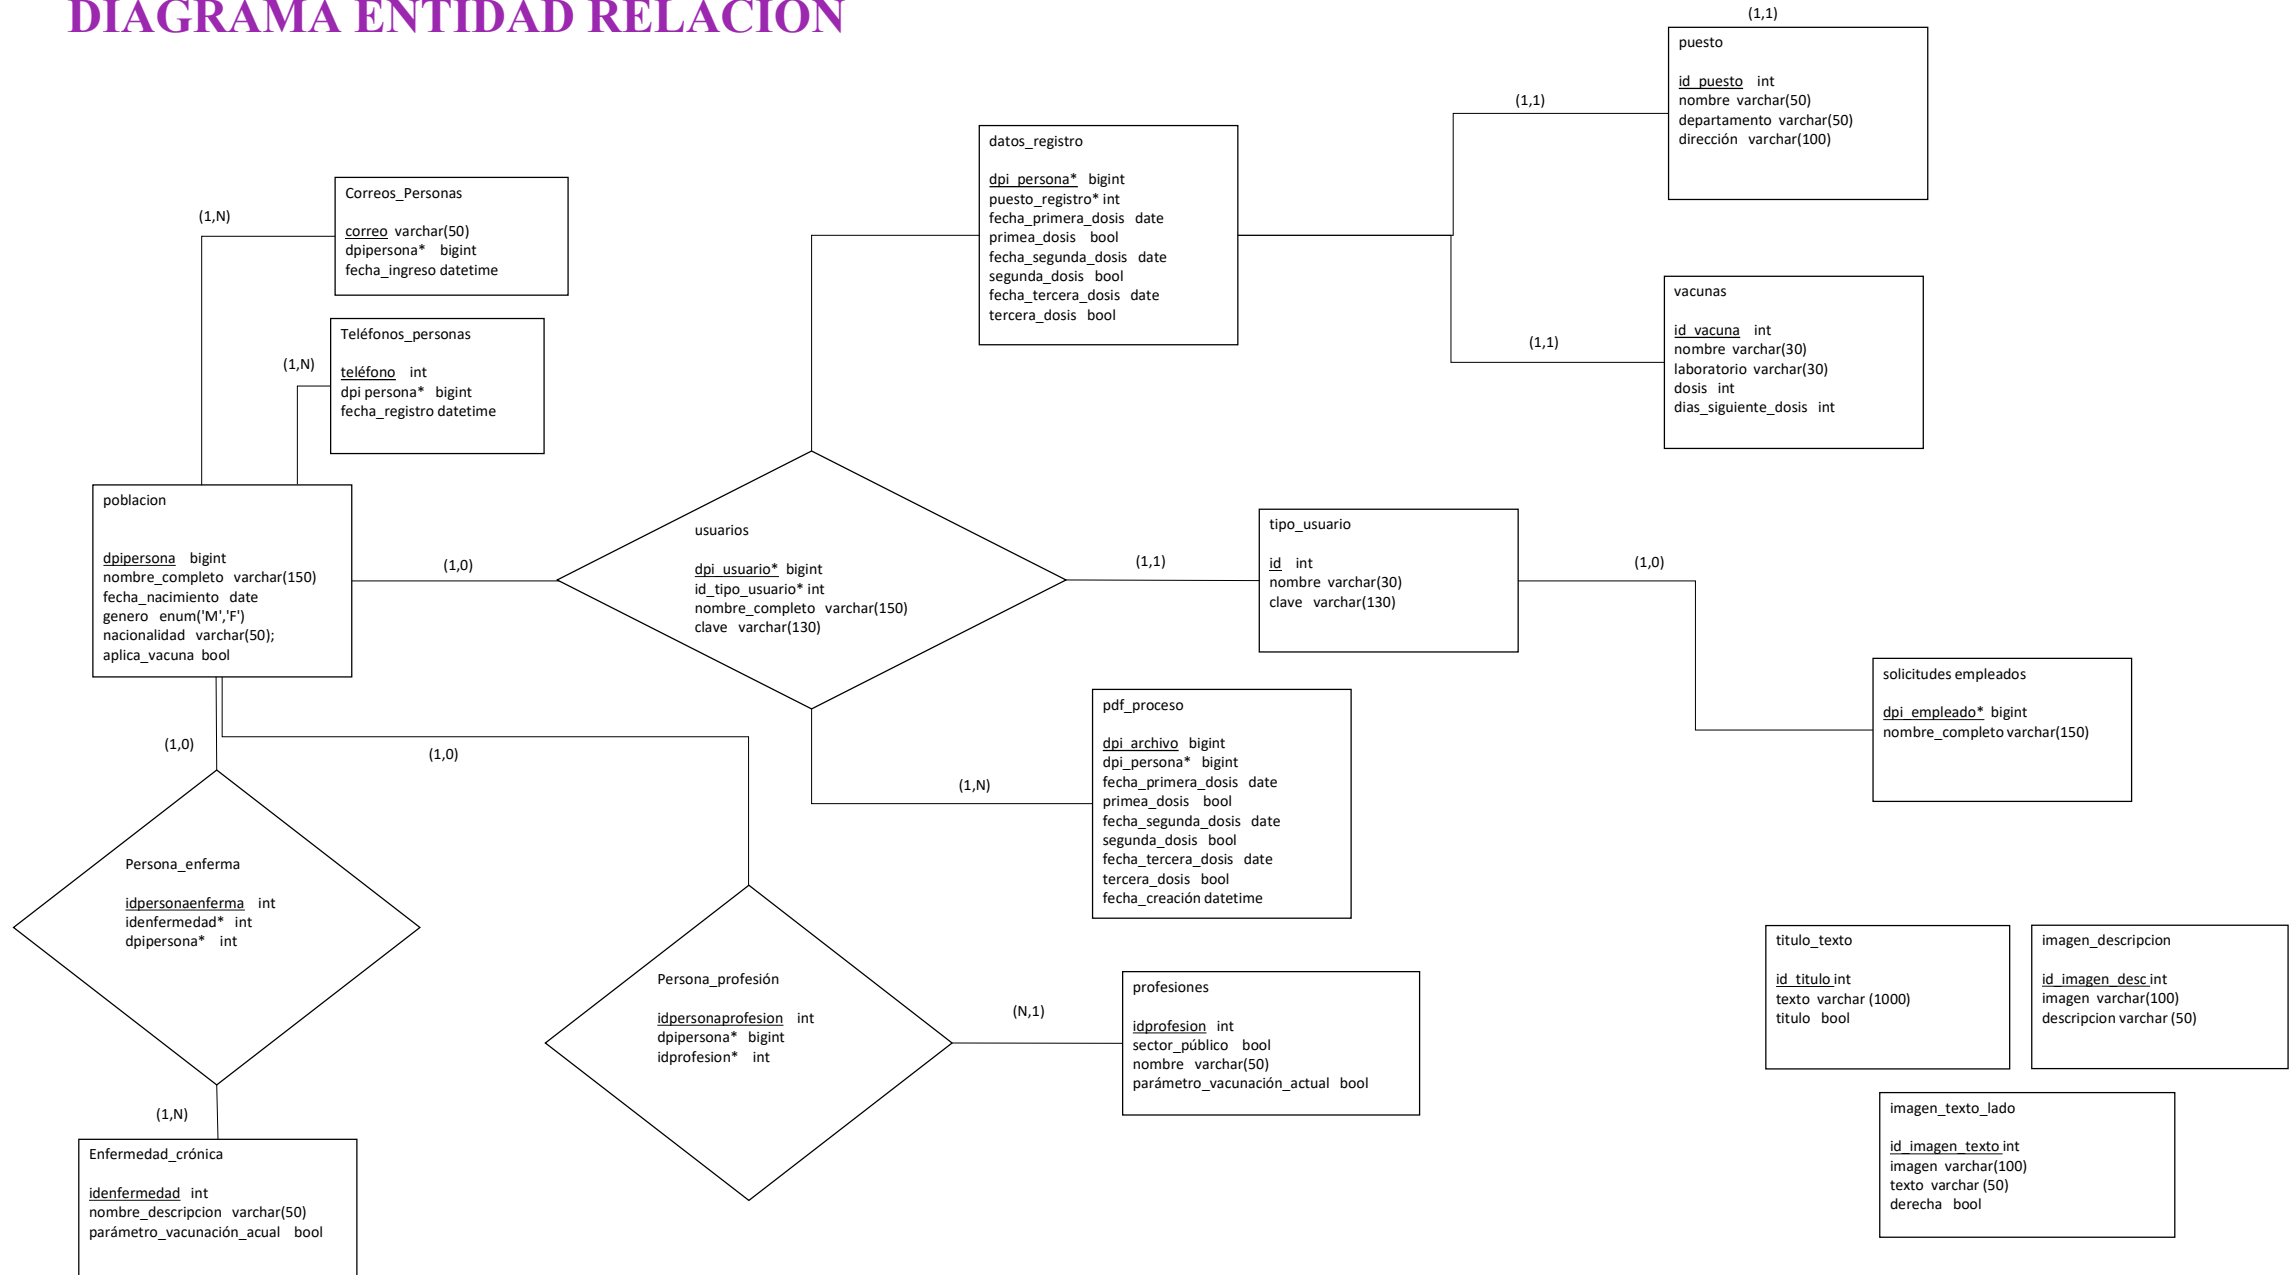 DIAGRAMA ENTIDAD RELACION
(1,1)
puesto
id_puesto int
nombre varchar(50)
departamento varchar(50)
dirección varchar(100)
(1,1)
datos_registro
dpi_persona* bigint
puesto_registro* int
fecha_primera_dosis date
primea_dosis bool
fecha_segunda_dosis date
segunda_dosis bool
fecha_tercera_dosis date
tercera_dosis bool
Correos_Personas
correo varchar(50)
dpipersona* bigint
fecha_ingreso datetime
(1,N)
vacunas
id_vacuna int
nombre varchar(30)
laboratorio varchar(30)
dosis int
dias_siguiente_dosis int
(1,1)
Teléfonos_personas
teléfono int
dpi persona* bigint
fecha_registro datetime
(1,N)
poblacion
dpipersona bigint
nombre_completo varchar(150)
fecha_nacimiento date
genero enum('M','F')
nacionalidad varchar(50);
aplica_vacuna bool
(1,0)
usuarios
dpi_usuario* bigint
id_tipo_usuario* int
nombre_completo varchar(150)
clave varchar(130)
(1,1)
tipo_usuario
id int
nombre varchar(30)
clave varchar(130)
(1,0)
solicitudes empleados
dpi_empleado* bigint
nombre_completo varchar(150)
pdf_proceso
dpi_archivo bigint
dpi_persona* bigint
fecha_primera_dosis date
primea_dosis bool
fecha_segunda_dosis date
segunda_dosis bool
fecha_tercera_dosis date
tercera_dosis bool
fecha_creación datetime
(1,N)
(1,0)
(1,0)
Persona_enferma
idpersonaenferma int
idenfermedad* int
dpipersona* int
Persona_profesión
idpersonaprofesion int
dpipersona* bigint
idprofesion* int
(N,1)
profesiones
idprofesion int
sector_público bool
nombre varchar(50)
parámetro_vacunación_actual bool
titulo_texto
id_titulo int
texto varchar (1000)
titulo bool
imagen_descripcion
id_imagen_desc int
imagen varchar(100)
descripcion varchar (50)
imagen_texto_lado
id_imagen_texto int
imagen varchar(100)
texto varchar (50)
derecha bool
(1,N)
Enfermedad_crónica
idenfermedad int
nombre_descripcion varchar(50)
parámetro_vacunación_acual bool